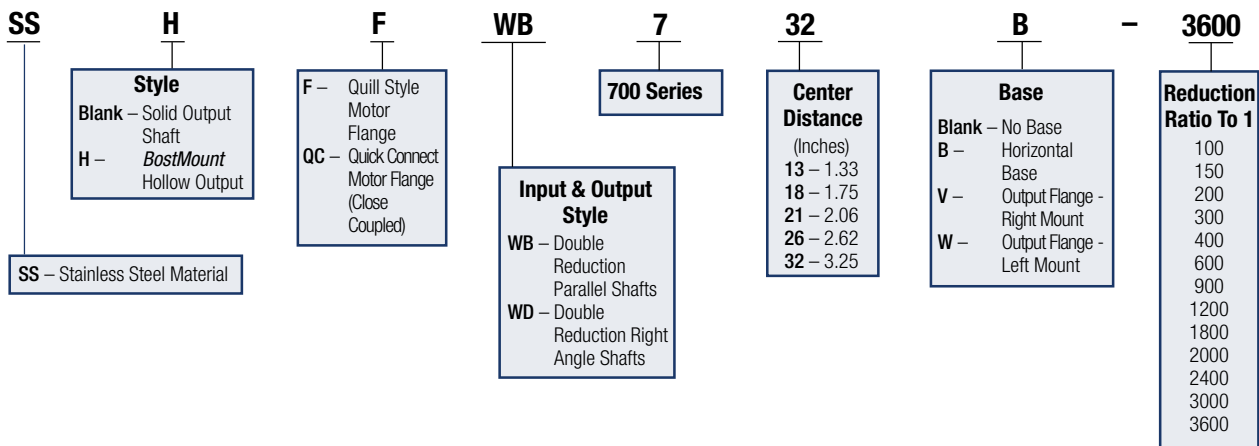 SS H F WB 7 32 B – 3600
Style
Blank – Solid Output
Shaft
H – BostMount
Hollow Output
SS – Stainless Steel Material
F – Quill Style
Motor
Flange
QC – Quick Connect
Motor Flange
(Close
Coupled)
Input & Output
Style
WB – Double
Reduction
Parallel Shafts
WD – Double
Reduction Right
Angle Shafts
700 Series
Center
Distance
(Inches)
13 – 1.33
18 – 1.75
21 – 2.06
26 – 2.62
32 – 3.25
Base
Blank – No Base
B – Horizontal
Base
V – Output Flange -
Right Mount
W – Output Flange -
Left Mount
Reduction
Ratio To 1
100
150
200
300
400
600
900
1200
1800
2000
2400
3000
3600